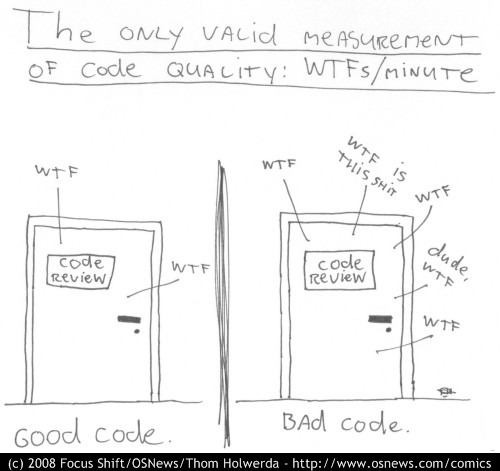 The only valid measurement
of code quality: WTFs/minute
WTF
WTF
code
review
Good code.
WTF
WTF is
this shit
WTF
dude,
WTF
WTF
code
review
BAd code.
(c) 2008 Focus Shift/OSNews/Thom Holwerda - http://www.osnews.com/comics